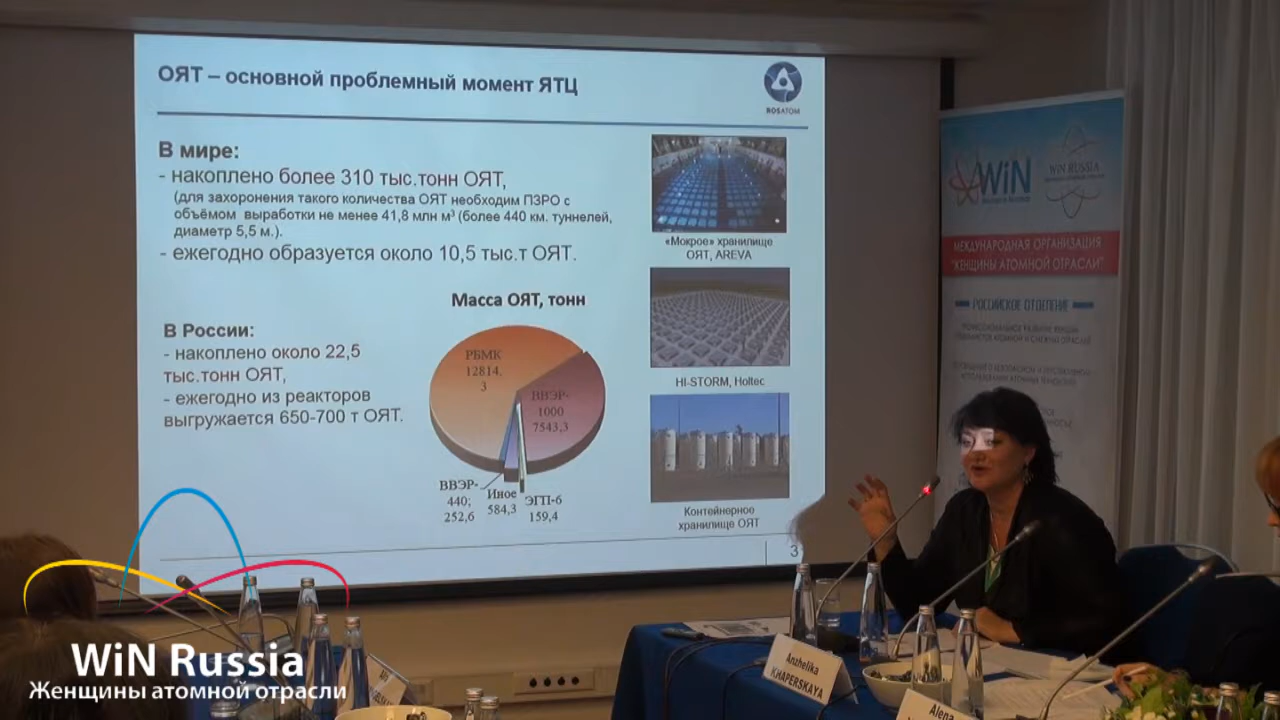 ОЯТ – основной проблемный момент ЯТЦ
ROSATOM
В мире:
- накоплено более 310 тыс.тонн ОЯТ,
(для захоронения такого количества ОЯТ необходим ПЗРО с
объёмом выработки не менее 41,8 млн м³ (более 440 км. туннелей,
диаметр 5,5 м.).
- ежегодно образуется около 10,5 тыс.т ОЯТ.
«Мокрое» хранилище
ОЯТ, AREVA
HI-STORM, Holtec
Контейнерное
хранилище ОЯТ
В России:
- накоплено около 22,5
тыс.тонн ОЯТ,
- ежегодно из реакторов
выгружается 650-700 т ОЯТ.
Масса ОЯТ, тонн
РБМК
12814,
3
ВВЭР-
1000
7543,3
ВВЭР-
440;
252,6
Иное
584,3
ЭГП-6
159,4
3
WiN
WiN RUSSIA
МЕЖДУНАРОДНАЯ ОРГАНИЗАЦИЯ
"ЖЕНЩИНЫ АТОМНОЙ ОТРАСЛИ"
РОССИЙСКОЕ ОТДЕЛЕНИЕ
Anzhelika
KHAPERSKAYA
Alena
WiN Russia
Женщины атомной отрасли